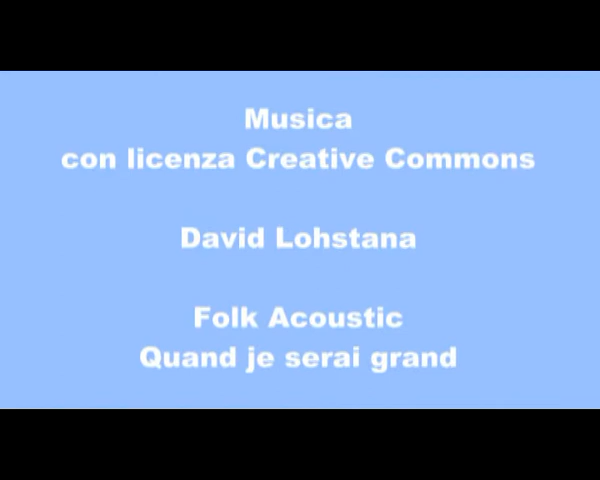 Musica
con licenza Creative Commons
David Lohstana
Folk Acoustic
Quand je serai grand